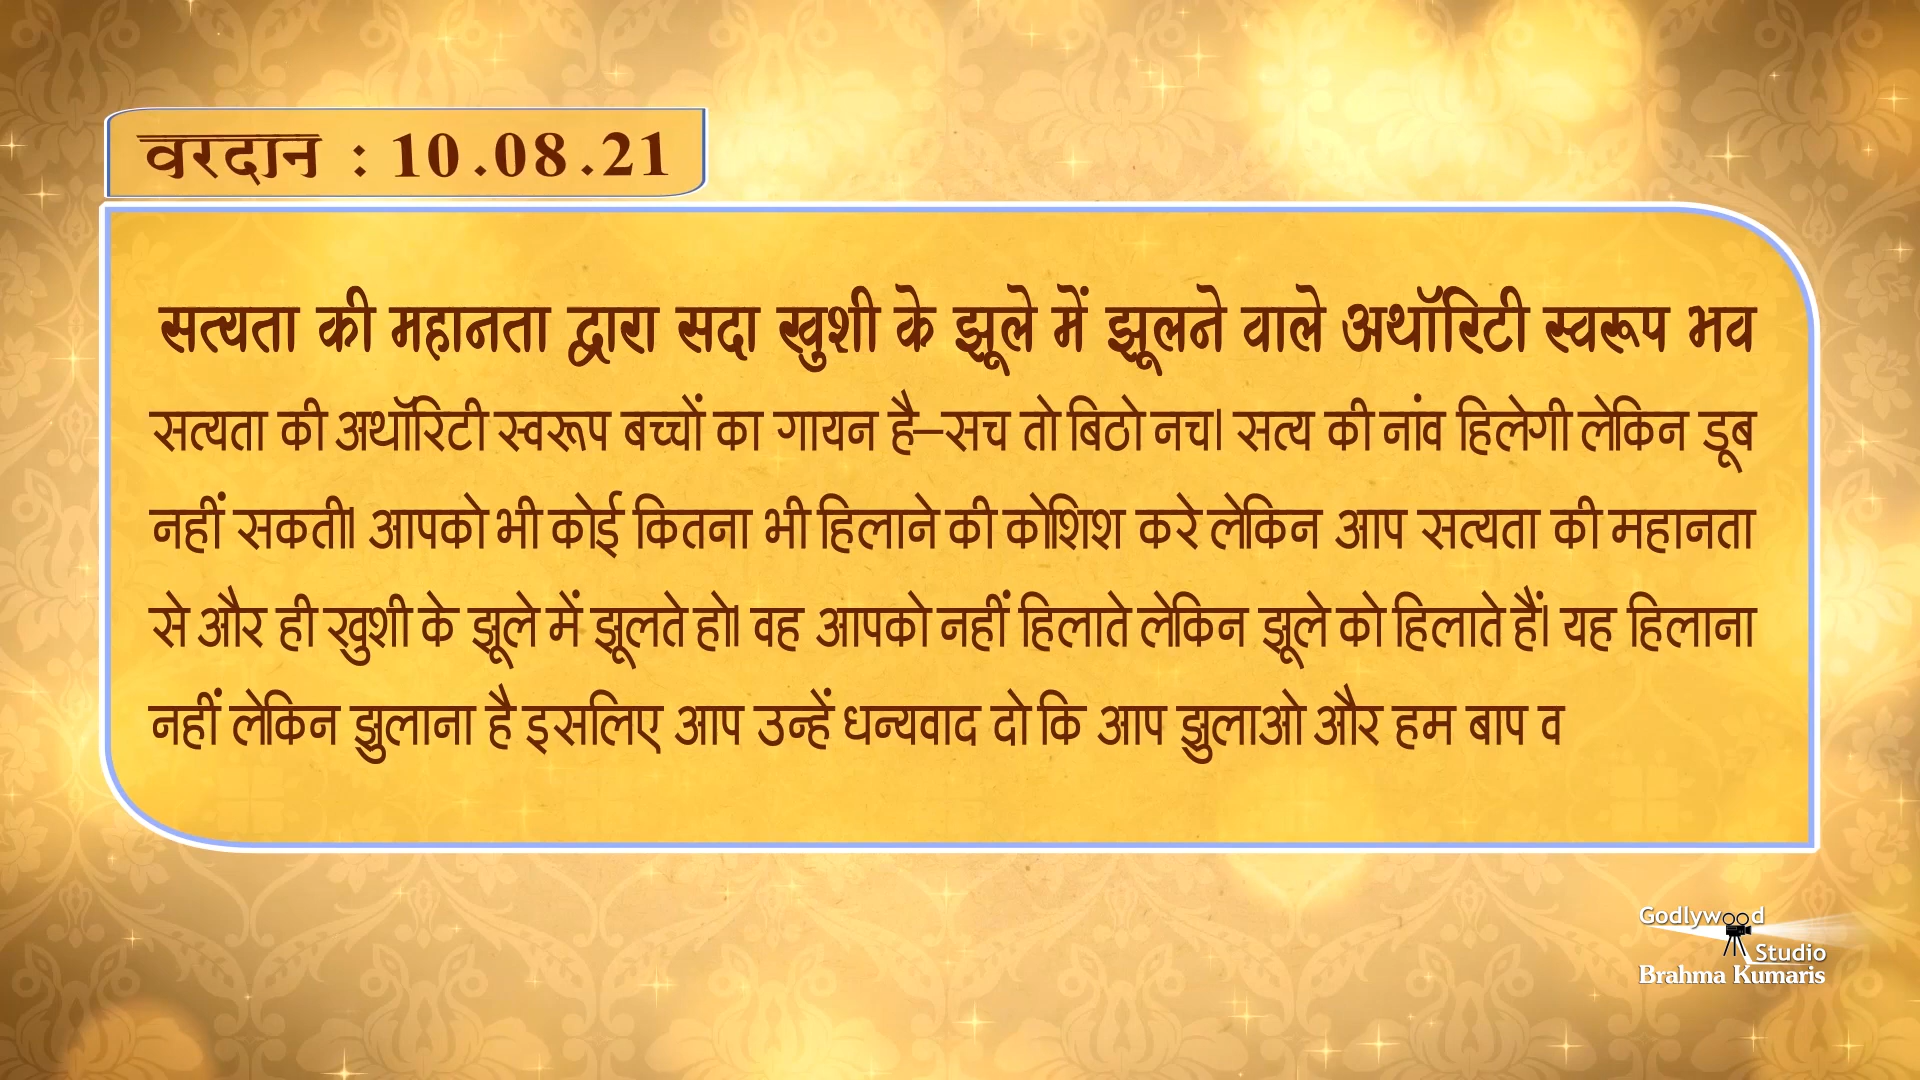 वरदान : 10.08.21
सत्यता की महानता द्वारा सदा खुशी के झूले में झूलने वाले अथॉरिटी स्वरूप भव
सत्यता की अथॉरिटी स्वरूप बच्चों का गायन है–सच तो बिठो नच। सत्य की नांव हिलेगी लेकिन डूब
नहीं सकती। आपको भी कोई कितना भी हिलाने की कोशिश करे लेकिन आप सत्यता की महानता
से और ही खुशी के झूले में झूलते हो। वह आपको नहीं हिलाते लेकिन झूले को हिलाते हैं। यह हिलाना
नहीं लेकिन झुलाना है इसलिए आप उन्हें धन्यवाद दो कि आप झुलाओ और हम बाप व
Godlywood
Studio
Brahma Kumaris